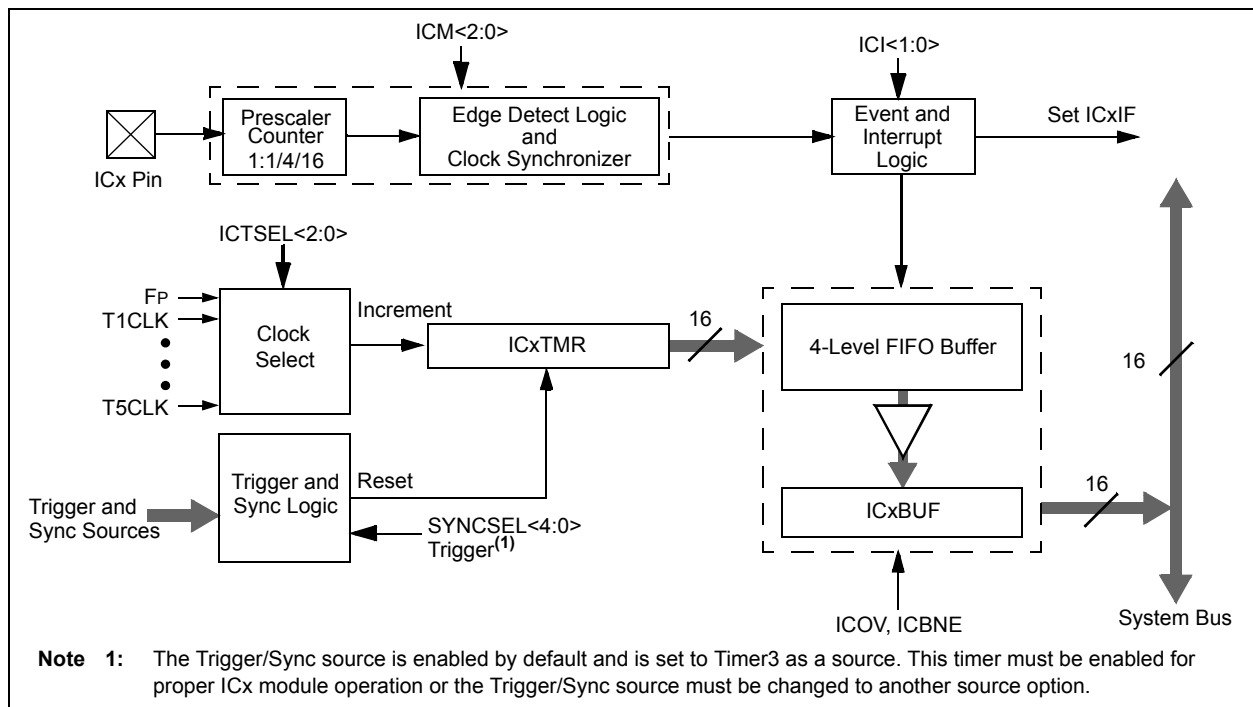 ICM<2:0>
ICI<1:0>
Prescaler
Counter
1:1/4/16
Edge Detect Logic
and
Clock Synchronizer
Event and
Interrupt
Logic
Set ICxIF
ICx Pin
ICTSEL<2:0>
FP
T1CLK
T5CLK
Clock
Select
Increment
ICxTMR
16
4-Level FIFO Buffer
16
Trigger and
Sync Sources
Trigger and
Sync Logic
Reset
SYNCSEL<4:0>
Trigger(1)
ICxBUF
16
ICOV, ICBNE
System Bus
Note 1: The Trigger/Sync source is enabled by default and is set to Timer3 as a source. This timer must be enabled for
proper ICx module operation or the Trigger/Sync source must be changed to another source option.